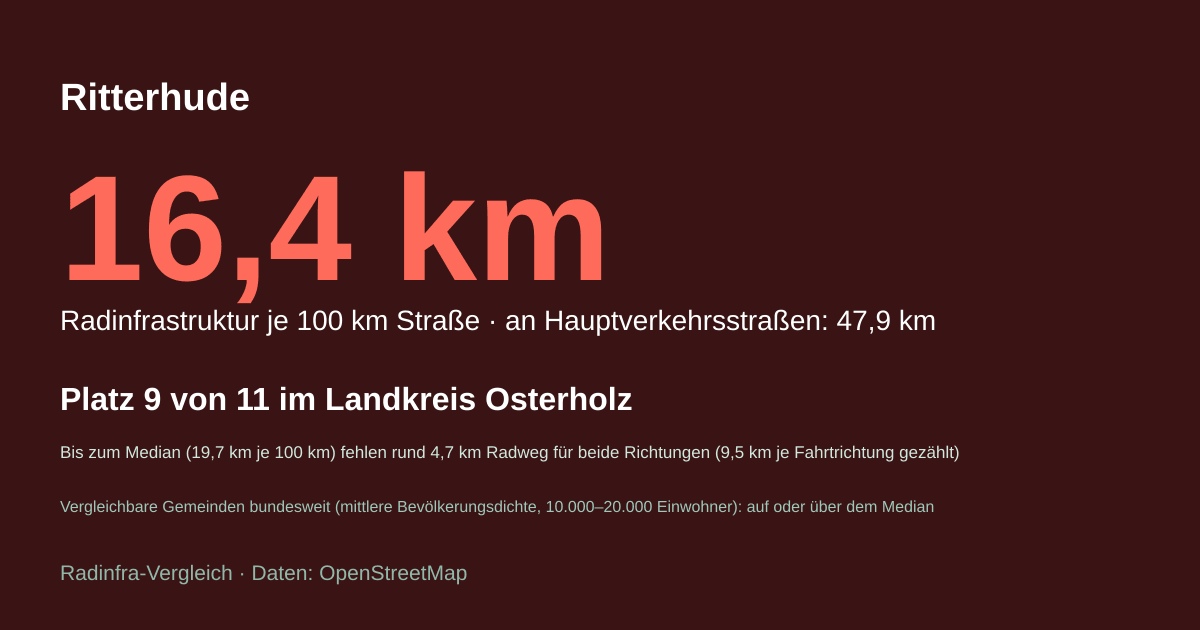 Ritterhude
16,4 km
Radinfrastruktur je 100 km Straße · an Hauptverkehrsstraßen: 47,9 km
Platz 9 von 11 im Landkreis Osterholz
Bis zum Median (19,7 km je 100 km) fehlen rund 4,7 km Radweg für beide Richtungen (9,5 km je Fahrtrichtung gezählt)
Vergleichbare Gemeinden bundesweit (mittlere Bevölkerungsdichte, 10.000–20.000 Einwohner): auf oder über dem Median
Radinfra-Vergleich · Daten: OpenStreetMap